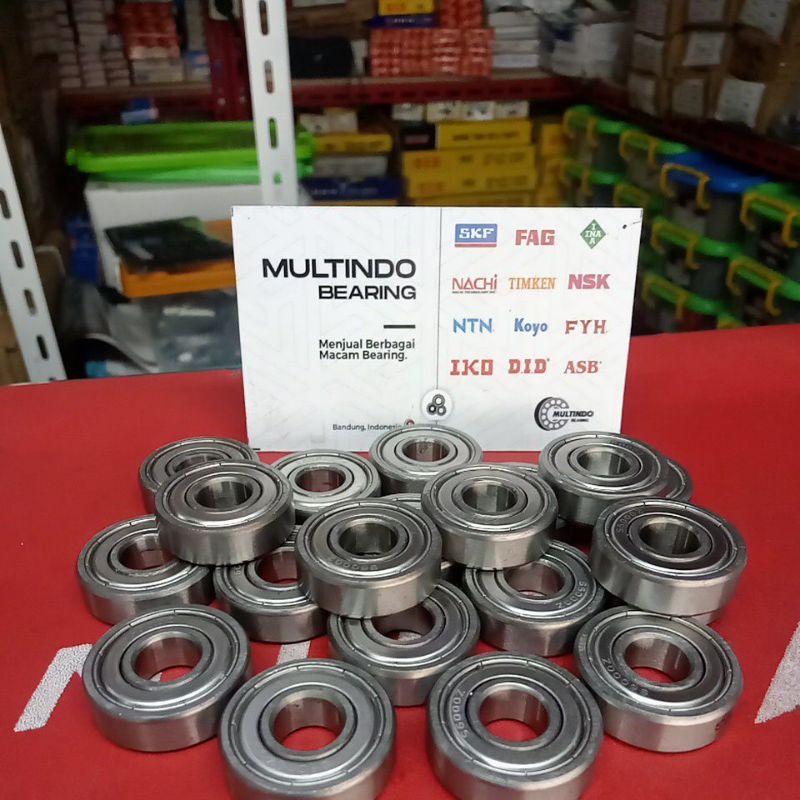 MULTINDO
BEARING
Menjual Berbagai
Macam Bearing.
Bandung, Indonesia
SKF FAG INA
NACHI TIMKEN NSK
NTN Koyo FYH
IKO D.I.D ASB
MULTINDO
BEARING